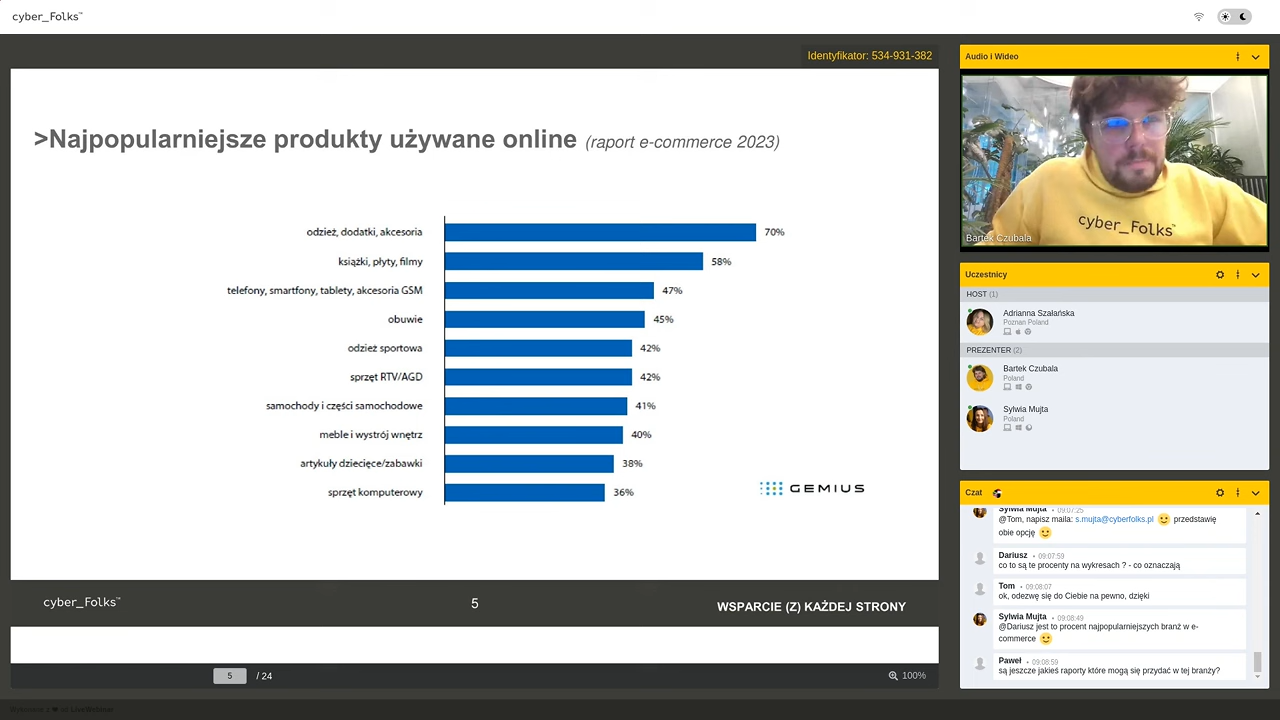 cyber_Folks™
Identyfikator: 534-931-382
>Najpopularniejsze produkty używane online (raport e-commerce 2023)
odzież, dodatki, akcesoria 70%
książki, płyty, filmy 58%
telefony, smartfony, tablety, akcesoria GSM 47%
obuwie 45%
odzież sportowa 42%
sprzęt RTV/AGD 42%
samochody i części samochodowe 41%
meble i wystrój wnętrz 40%
artykuły dziecięce/zabawki 38%
sprzęt komputerowy 36%
GEMIUS
cyber_Folks™
5
WSPARCIE (Z) KAŻDEJ STRONY
5 / 24
100%
Wykonane z ❤ od LiveWebinar
Audio i Wideo
cyber_Folks™
Bartek Czubala
Uczestnicy
HOST (1)
Adrianna Szałańska
Poznan Poland
PREZENTER (2)
Bartek Czubala
Poland
Sylwia Mujta
Poland
Czat
Sylwia Mujta • 09:07:25
@Tom, napisz maila: s.mujta@cyberfolks.pl 🙂 przedstawię
obie opcję 🙂
Dariusz • 09:07:59
co to są te procenty na wykresach ? - co oznaczają
Tom • 09:08:07
ok, odezwę się do Ciebie na pewno, dzięki
Sylwia Mujta • 09:08:49
@Dariusz jest to procent najpopularniejszych branż w e-
commerce 🙂
Paweł • 09:08:59
są jeszcze jakieś raporty które mogą się przydać w tej branży?